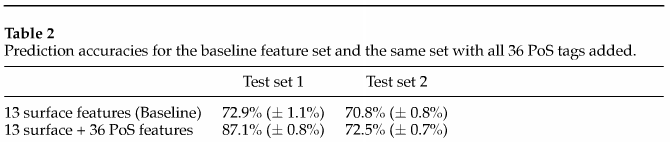 Table 2
Prediction accuracies for the baseline feature set and the same set with all 36 PoS tags added.
Test set 1 Test set 2
13 surface features (Baseline) 72.9% (± 1.1%) 70.8% (± 0.8%)
13 surface + 36 PoS features 87.1% (± 0.8%) 72.5% (± 0.7%)